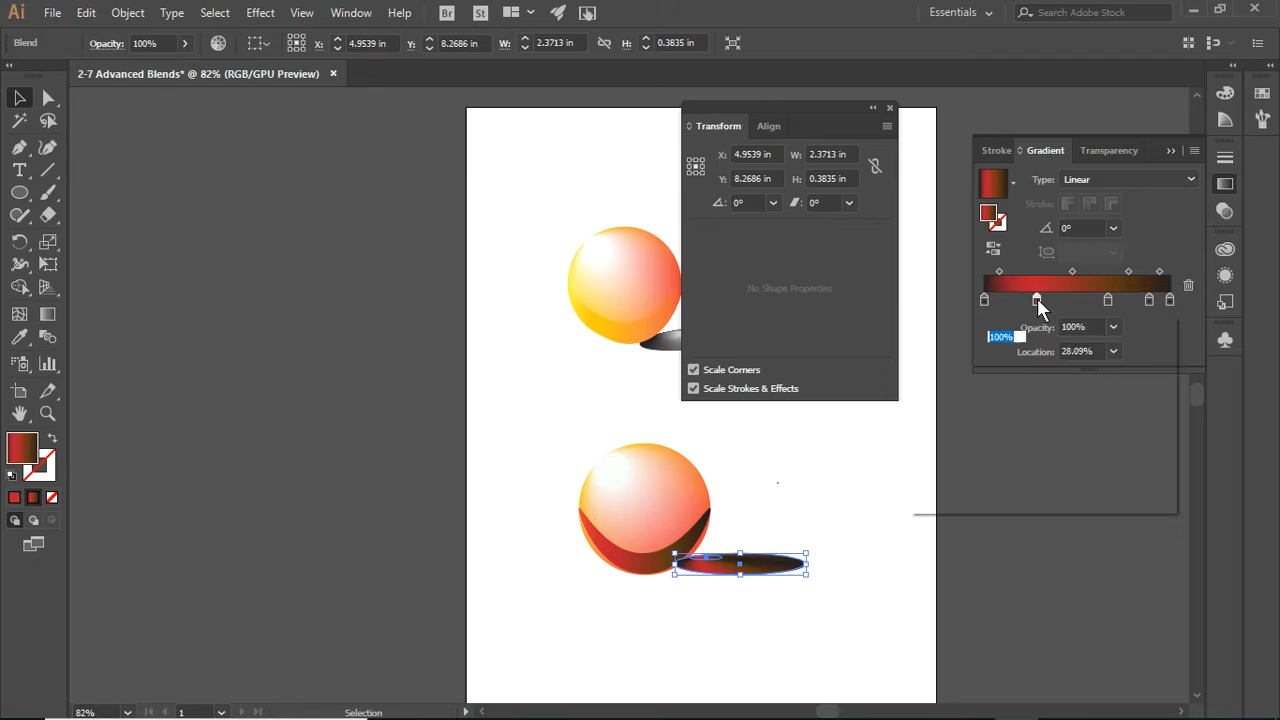 Ai File Edit Object Type Select Effect View Window Help Br St Essentials Search Adobe Stock
Blend Opacity: 100% X: 4.9539 in Y: 8.2686 in W: 2.3713 in H: 0.3835 in
2-7 Advanced Blends* @ 82% (RGB/GPU Preview)
Transform Align
X: 4.9539 in W: 2.3713 in
Y: 8.2686 in H: 0.3835 in
0° 0°
No Shape Properties
Scale Corners
Scale Strokes & Effects
Stroke Gradient Transparency
Type: Linear
Stroke:
0°
Opacity: 100%
100%
Location: 28.09%
82% 1 Selection